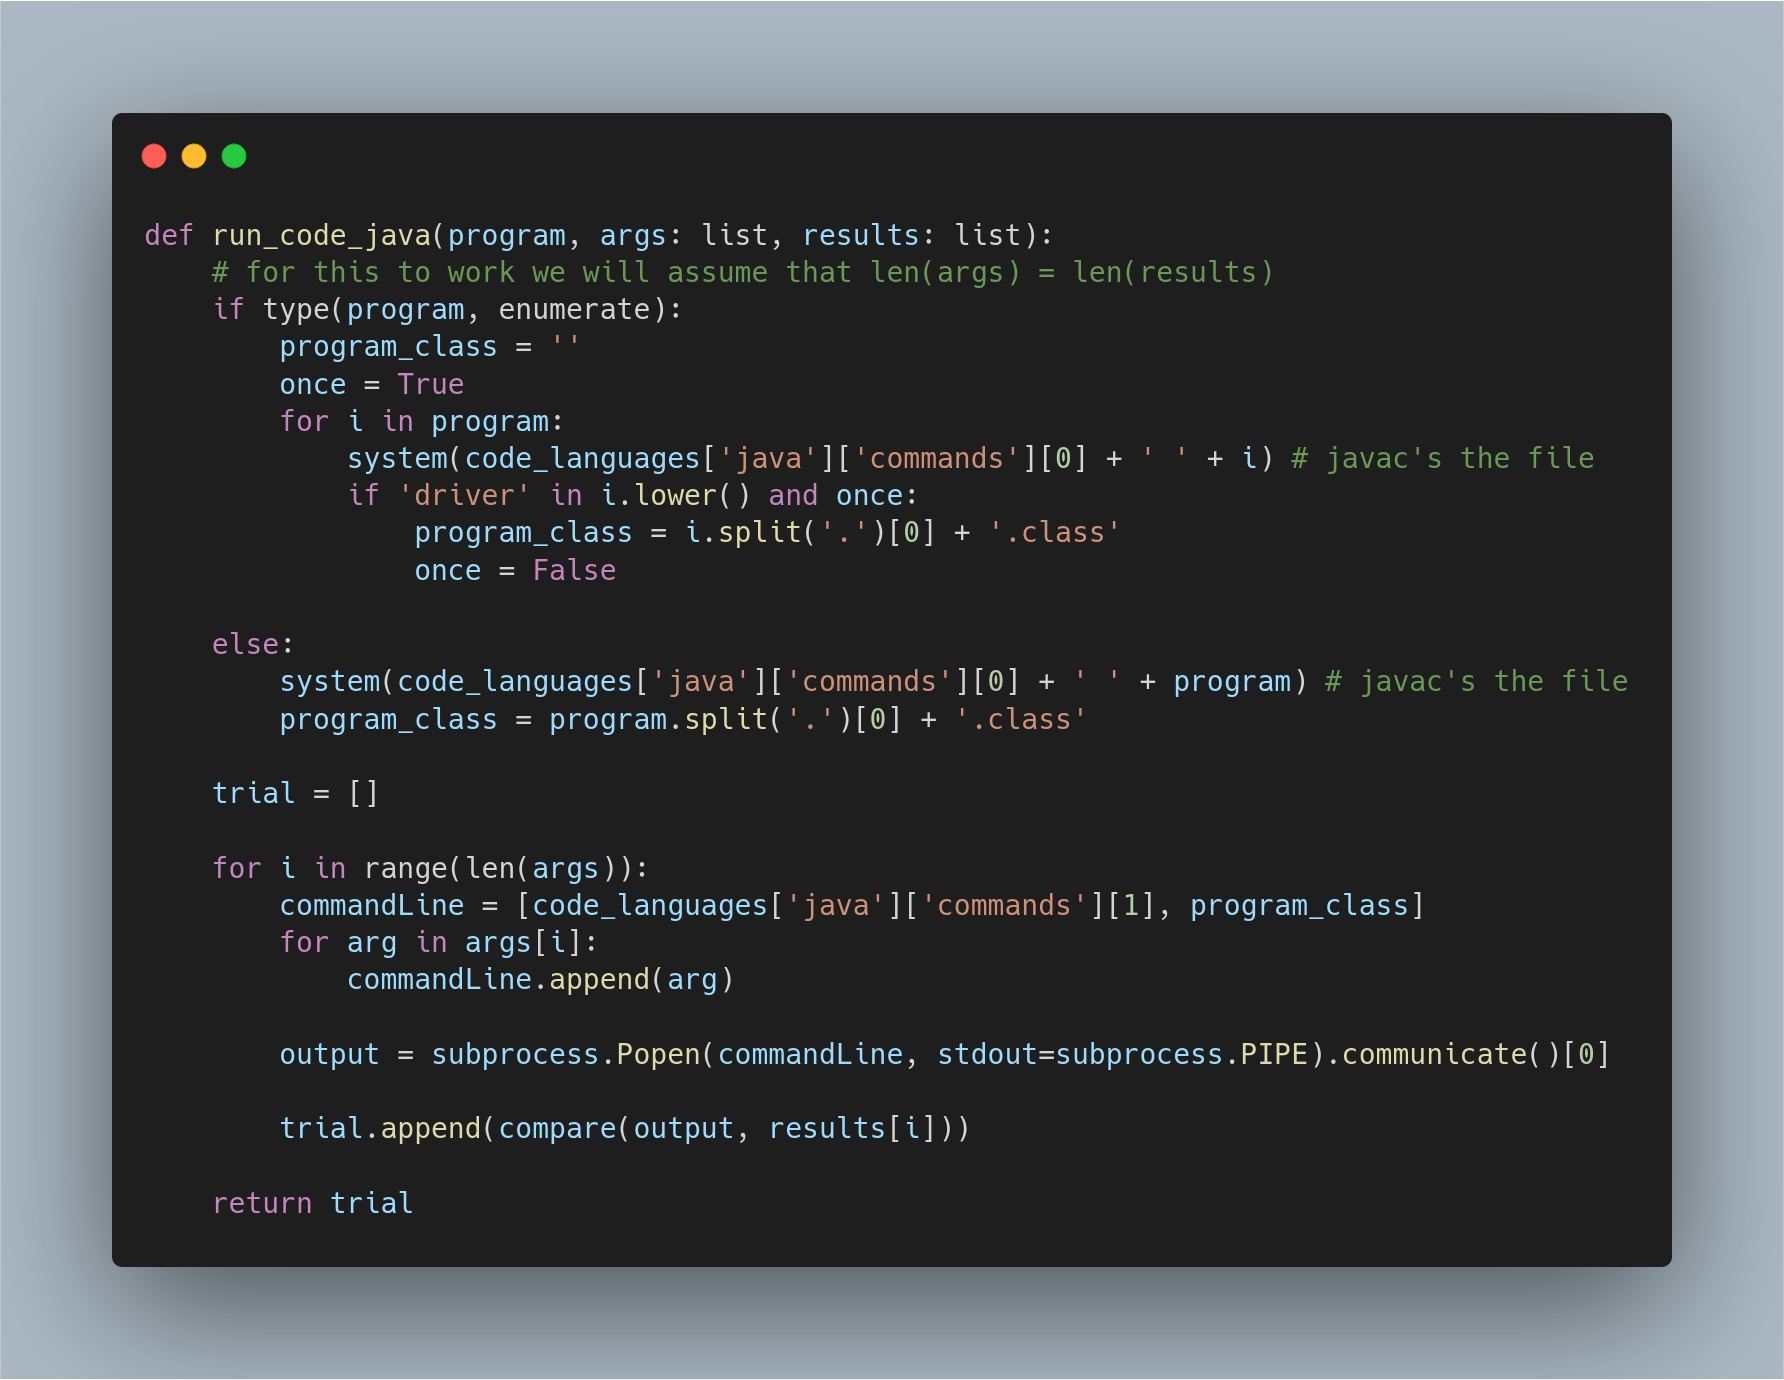 def run_code_java(program, args: list, results: list):
    # for this to work we will assume that len(args) = len(results)
    if type(program, enumerate):
        program_class = ''
        once = True
        for i in program:
            system(code_languages['java']['commands'][0] + ' ' + i) # javac's the file
            if 'driver' in i.lower() and once:
                program_class = i.split('.')[0] + '.class'
                once = False

    else:
        system(code_languages['java']['commands'][0] + ' ' + program) # javac's the file
        program_class = program.split('.')[0] + '.class'

    trial = []

    for i in range(len(args)):
        commandLine = [code_languages['java']['commands'][1], program_class]
        for arg in args[i]:
            commandLine.append(arg)

        output = subprocess.Popen(commandLine, stdout=subprocess.PIPE).communicate()[0]

        trial.append(compare(output, results[i]))

    return trial